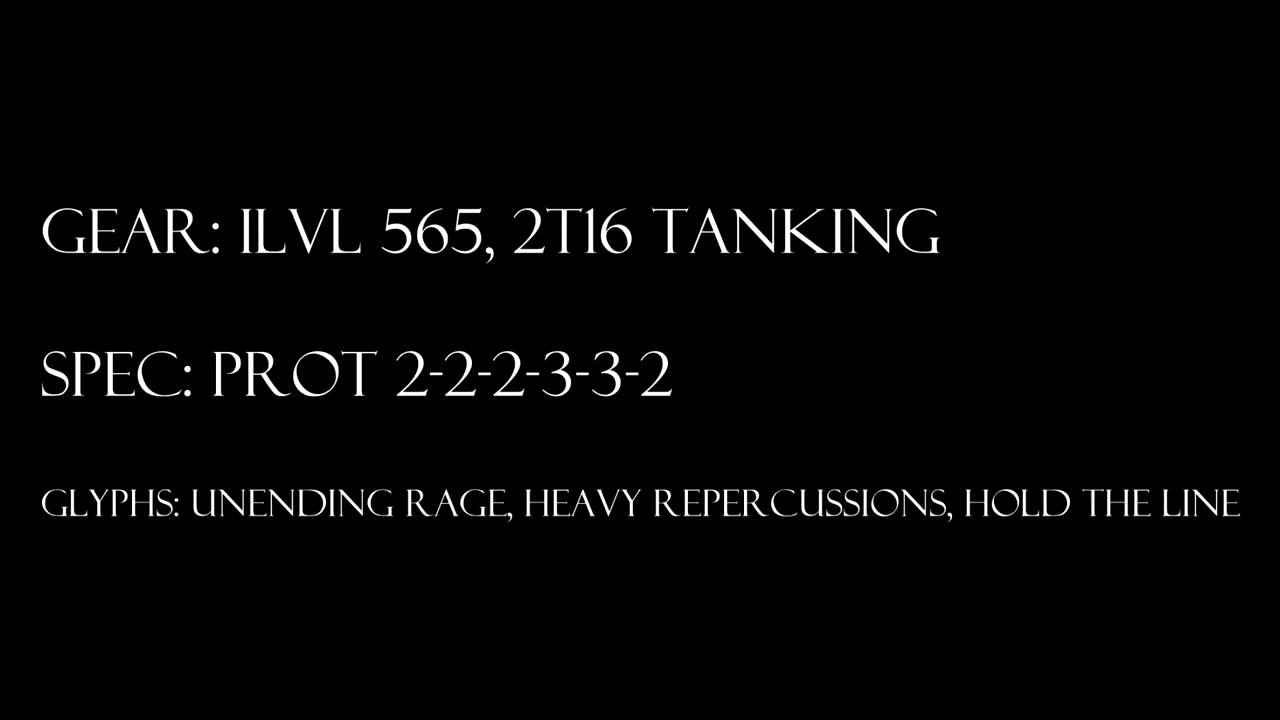 GEAR: ILVL 565, 2T16 TANKING
SPEC: PROT 2-2-2-3-3-2
GLYPHS: UNENDING RAGE, HEAVY REPERCUSSIONS, HOLD THE LINE